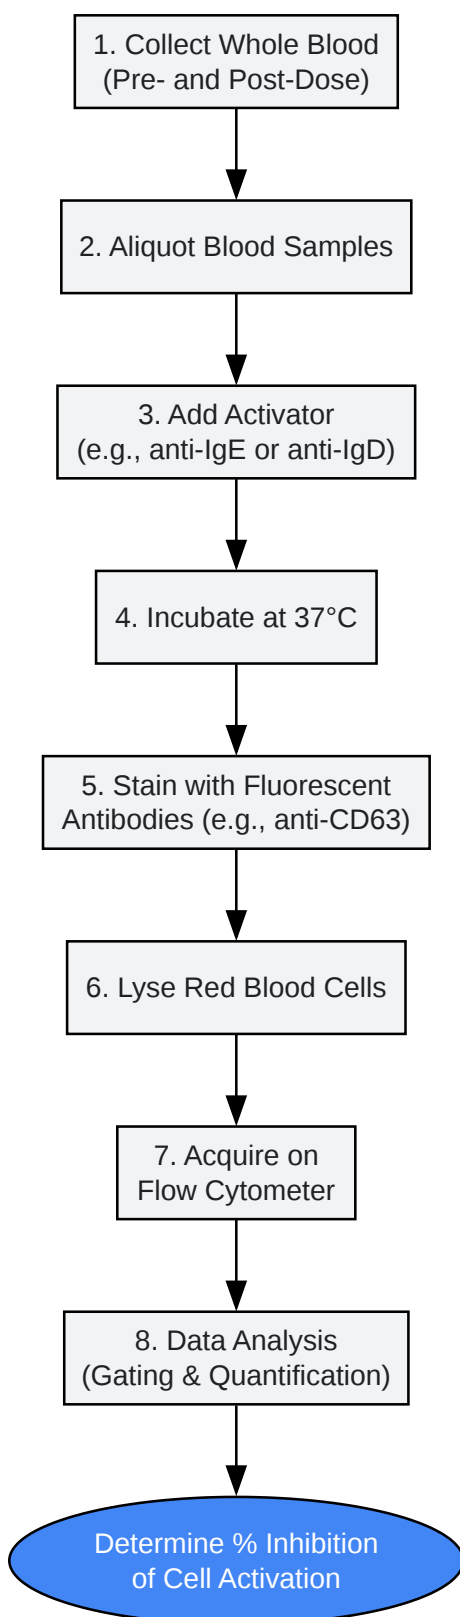 1. Collect Whole Blood
(Pre- and Post-Dose)
2. Aliquot Blood Samples
3. Add Activator
(e.g., anti-IgE or anti-IgD)
4. Incubate at 37°C
5. Stain with Fluorescent
Antibodies (e.g., anti-CD63)
6. Lyse Red Blood Cells
7. Acquire on
Flow Cytometer
8. Data Analysis
(Gating & Quantification)
Determine % Inhibition
of Cell Activation